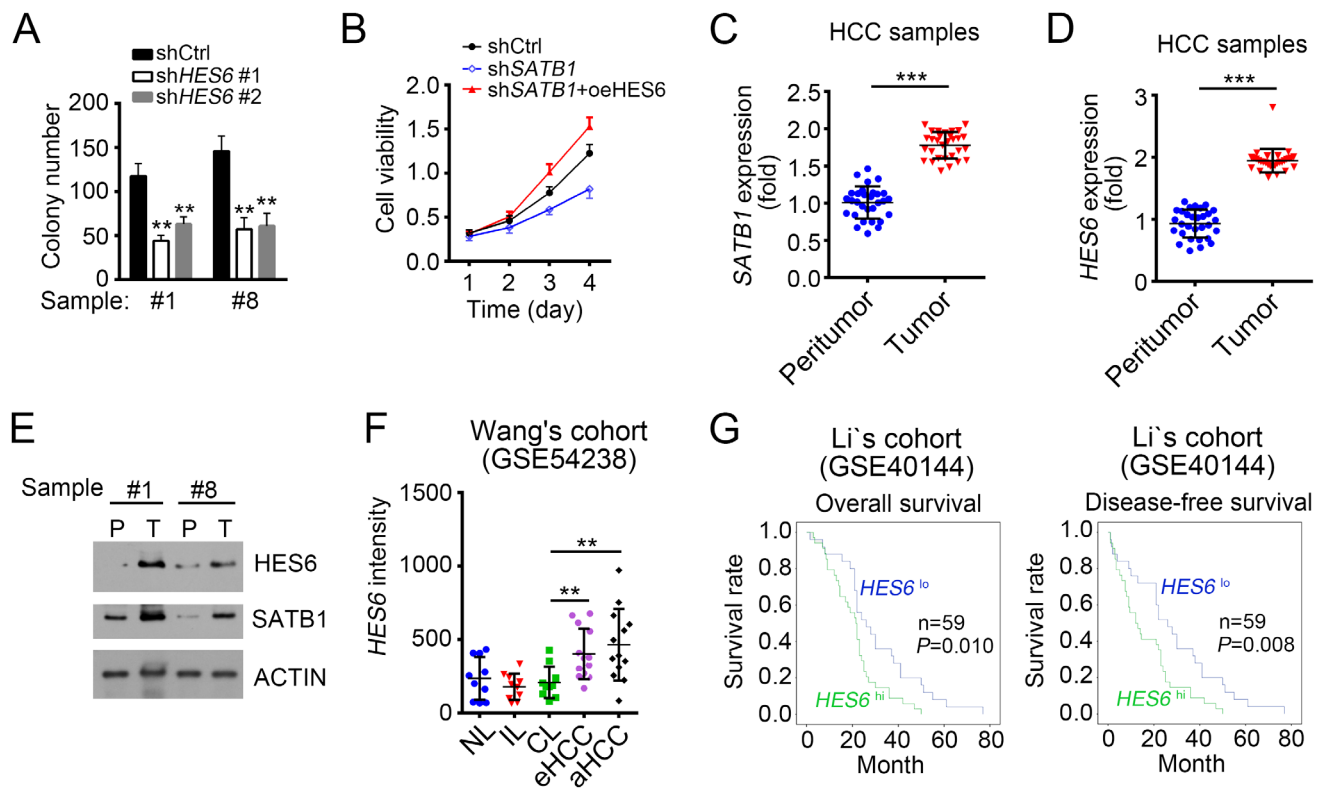 A
shCtrl
shHES6 #1
shHES6 #2
Colony number
200
150
100
50
0
**
**
**
**
Sample: #1 #8
B
shCtrl
shSATB1
shSATB1+oeHES6
Cell viability
2.0
1.5
1.0
0.5
0.0
1 2 3 4
Time (day)
C
HCC samples
***
SATB1 expression
(fold)
2.5
2.0
1.5
1.0
0.5
0.0
Peritumor
Tumor
D
HCC samples
***
HES6 expression
(fold)
3
2
1
0
Peritumor
Tumor
E
Sample #1 #8
P T P T
HES6
SATB1
ACTIN
F
Wang's cohort
(GSE54238)
HES6 intensity
1500
1000
500
0
**
**
NL
IL
CL
eHCC
aHCC
G
Li`s cohort
(GSE40144)
Overall survival
Survival rate
1.0
0.8
0.6
0.4
0.2
0.0
HES6 lo
n=59
P=0.010
HES6 hi
0 20 40 60 80
Month
Li`s cohort
(GSE40144)
Disease-free survival
Survival rate
1.0
0.8
0.6
0.4
0.2
0.0
HES6 lo
n=59
P=0.008
HES6 hi
0 20 40 60 80
Month